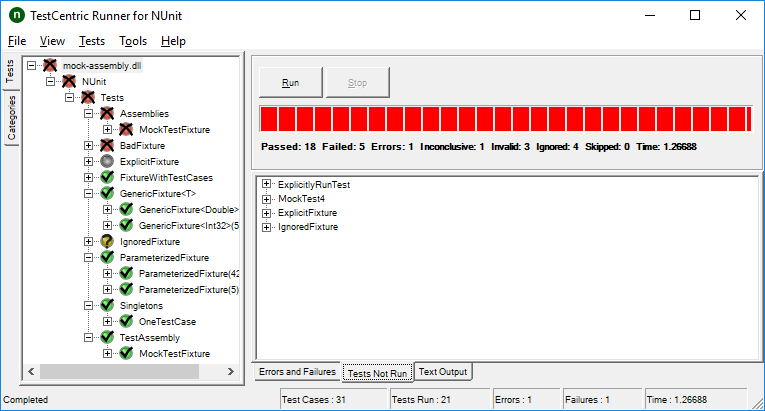 n TestCentric Runner for NUnit
File View Tests Tools Help
Tests
Categories
mock-assembly.dll
NUnit
Tests
Assemblies
MockTestFixture
BadFixture
ExplicitFixture
FixtureWithTestCases
GenericFixture<T>
GenericFixture<Double>
GenericFixture<Int32>(5
IgnoredFixture
ParameterizedFixture
ParameterizedFixture(42
ParameterizedFixture(5)
Singletons
OneTestCase
TestAssembly
MockTestFixture
Run Stop
Passed: 18 Failed: 5 Errors: 1 Inconclusive: 1 Invalid: 3 Ignored: 4 Skipped: 0 Time: 1.26688
ExplicitlyRunTest
MockTest4
ExplicitFixture
IgnoredFixture
Errors and Failures Tests Not Run Text Output
Completed Test Cases : 31 Tests Run : 21 Errors : 1 Failures : 1 Time : 1.26688